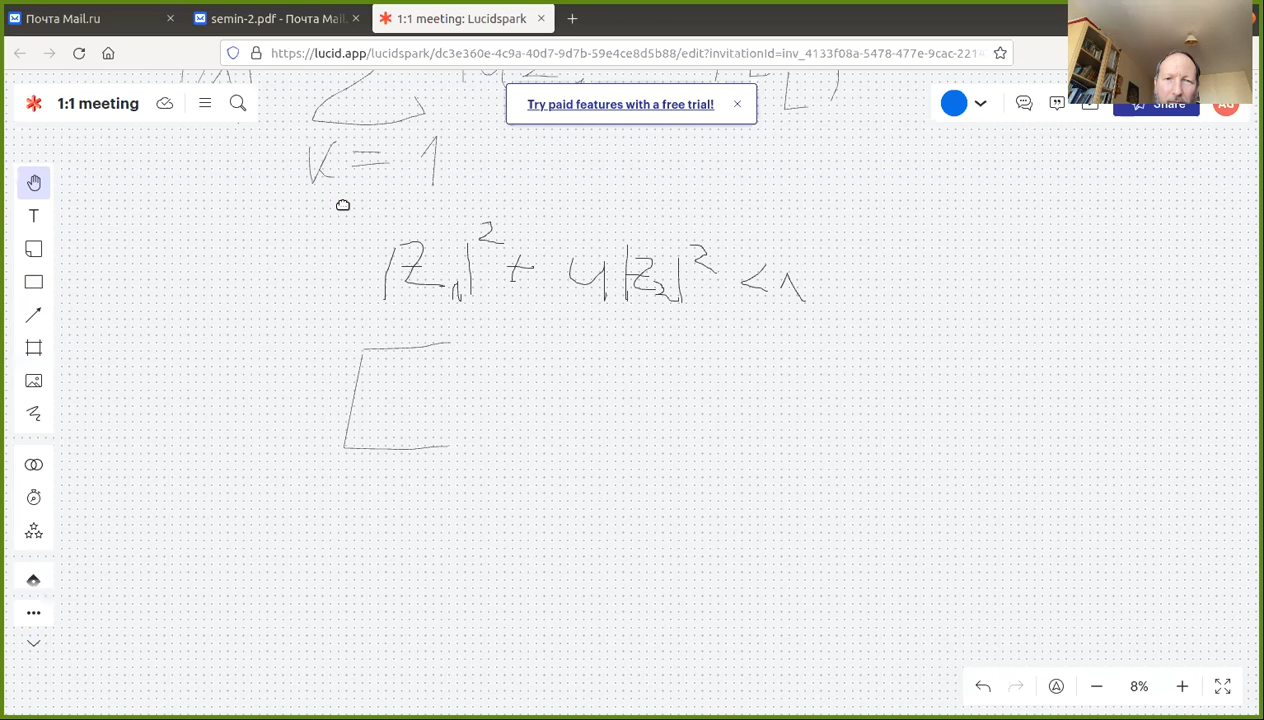 Почта Mail.ru
semin-2.pdf - Почта Mail.
1:1 meeting: Lucidspark
https://lucid.app/lucidspark/dc3e360e-4c9a-40d7-9d7b-59e4ce8d5b88/edit?invitationId=inv_4133f08a-5478-477e-9cac-2214
1:1 meeting
Try paid features with a free trial!
Share
AG
K = 1
|Z₁|² + 4|Z₂|² < 1
T
8%